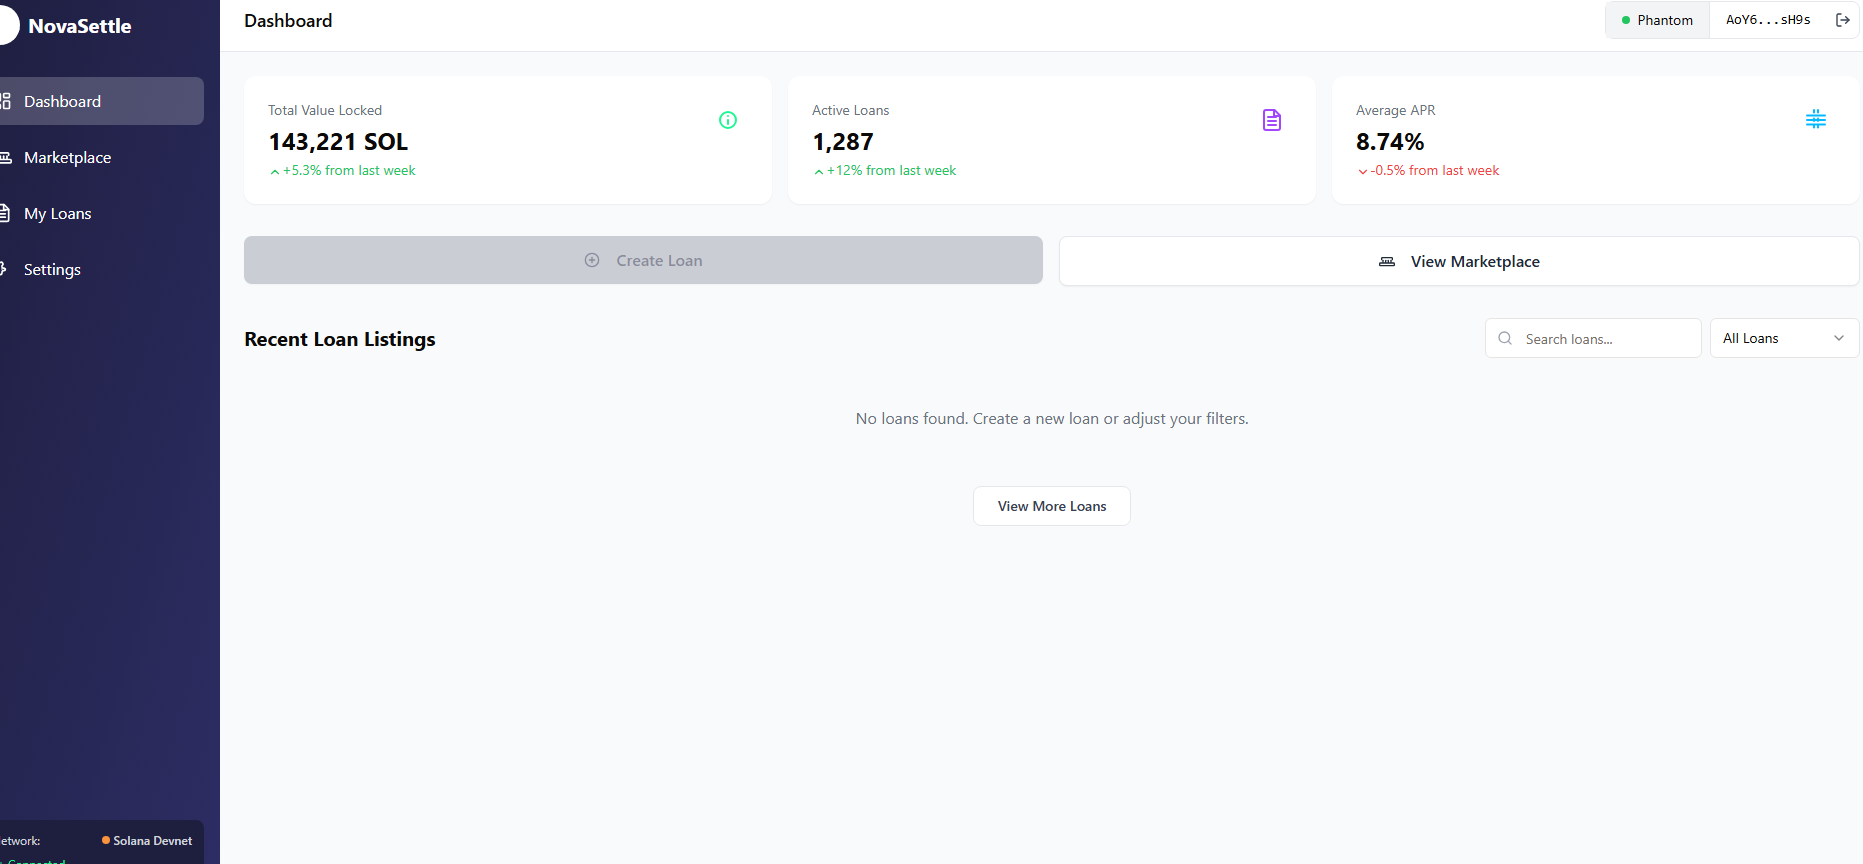 NovaSettle
Dashboard
Marketplace
My Loans
Settings
etwork:
Solana Devnet
Connected
Dashboard
Phantom
AoY6...sH9s
Total Value Locked
143,221 SOL
+5.3% from last week
Active Loans
1,287
+12% from last week
Average APR
8.74%
-0.5% from last week
Create Loan
View Marketplace
Recent Loan Listings
Search loans...
All Loans
No loans found. Create a new loan or adjust your filters.
View More Loans